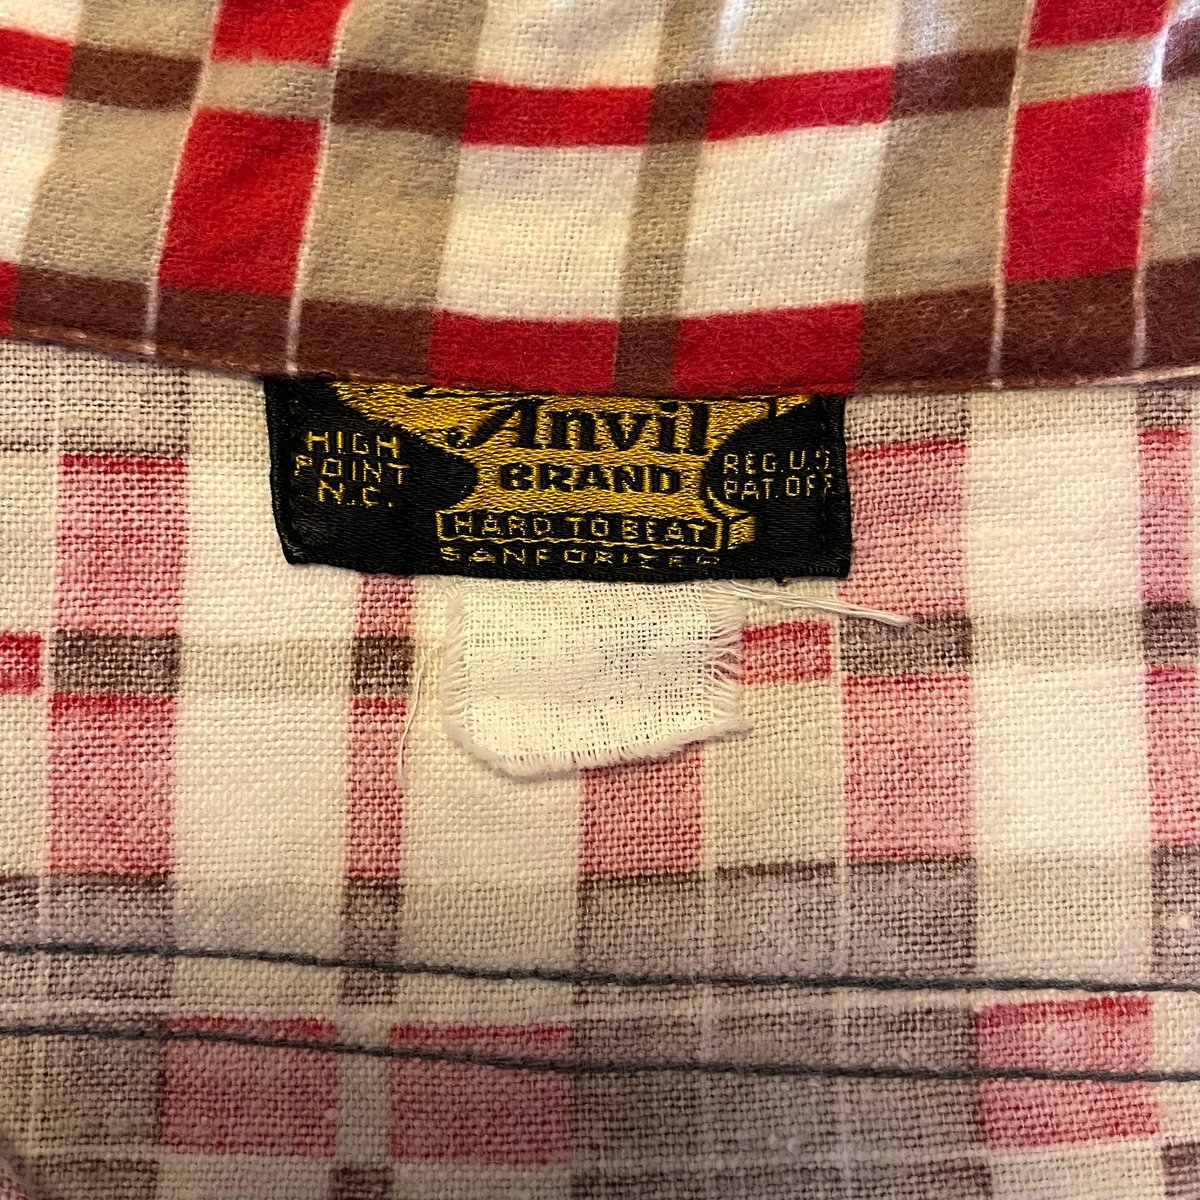 Anvil
BRAND
HIGH
POINT
N.C.
REG. U.S.
PAT. OFF.
HARD TO BEAT
SANFORIZED